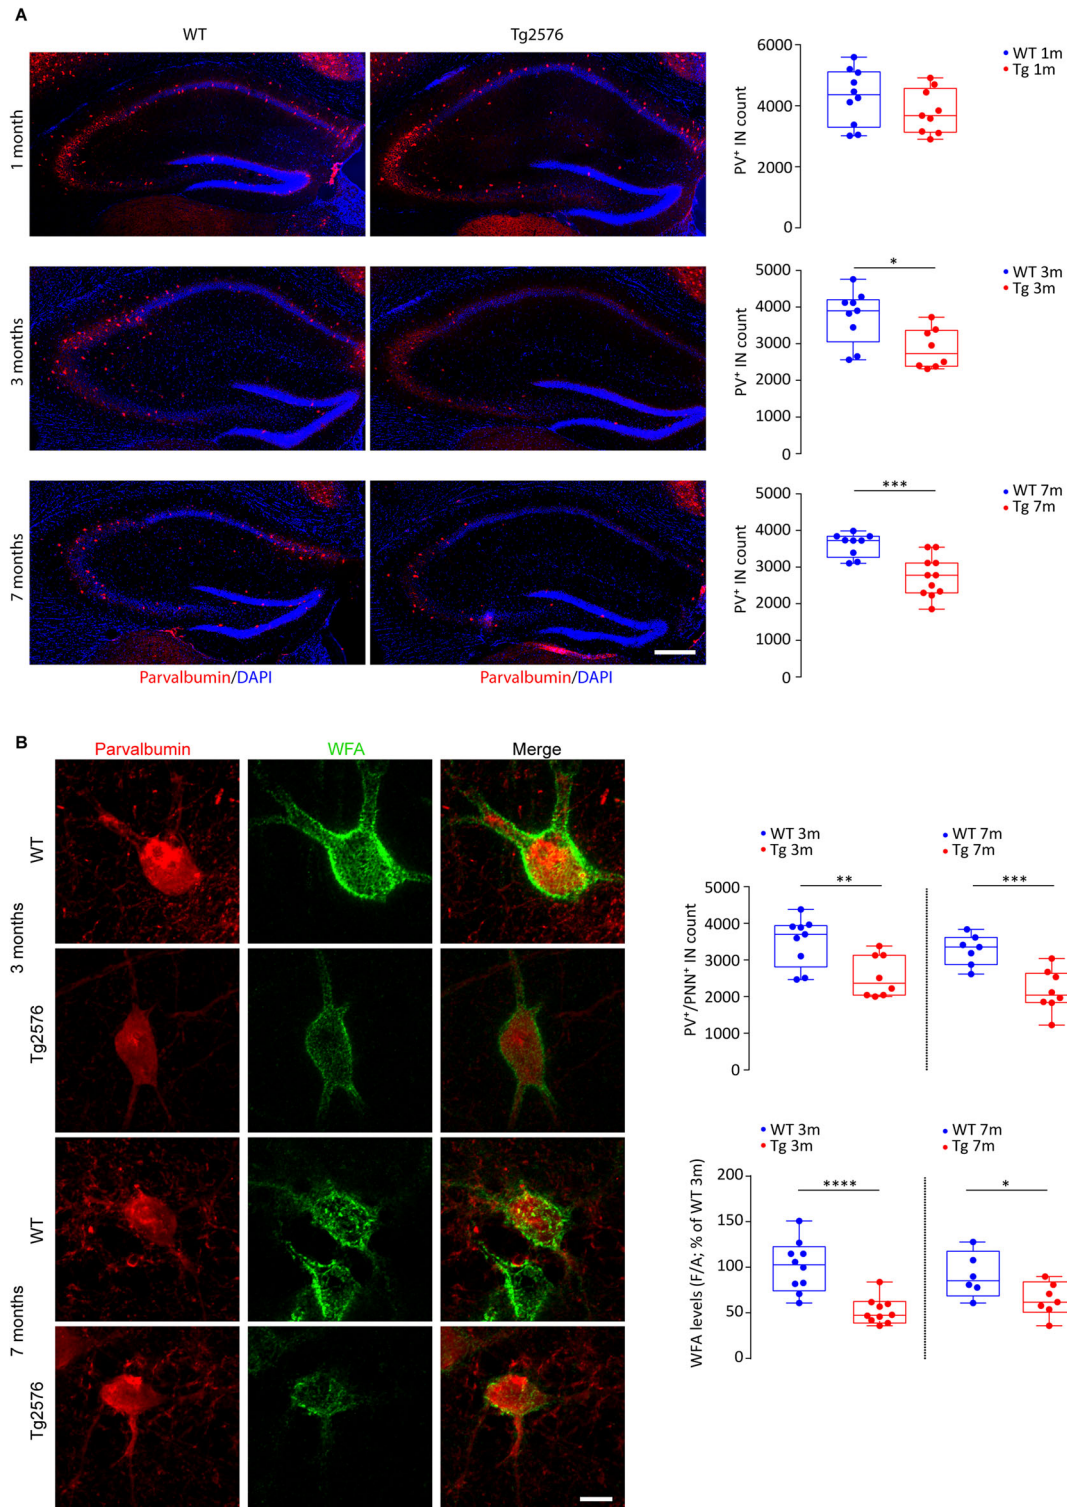 A
WT
Tg2576
1 month
3 months
7 months
Parvalbumin/DAPI
Parvalbumin/DAPI
PV+ IN count
6000
4000
2000
0
WT 1m
Tg 1m
PV+ IN count
5000
4000
3000
2000
1000
0
*
WT 3m
Tg 3m
PV+ IN count
5000
4000
3000
2000
1000
0
***
WT 7m
Tg 7m
B
Parvalbumin
WFA
Merge
3 months
WT
Tg2576
7 months
WT
Tg2576
WT 3m
Tg 3m
WT 7m
Tg 7m
PV+/PNN+ IN count
5000
4000
3000
2000
1000
0
**
***
WT 3m
Tg 3m
WT 7m
Tg 7m
WFA levels (F/A; % of WT 3m)
200
150
100
50
0
****
*